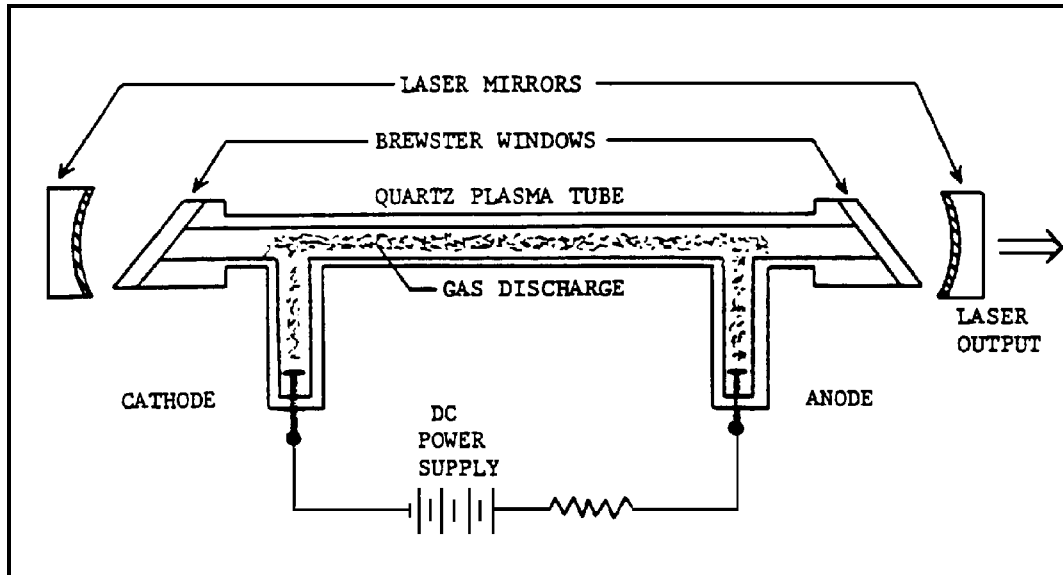 LASER MIRRORS
BREWSTER WINDOWS
QUARTZ PLASMA TUBE
GAS DISCHARGE
LASER
OUTPUT
CATHODE
ANODE
DC
POWER
SUPPLY